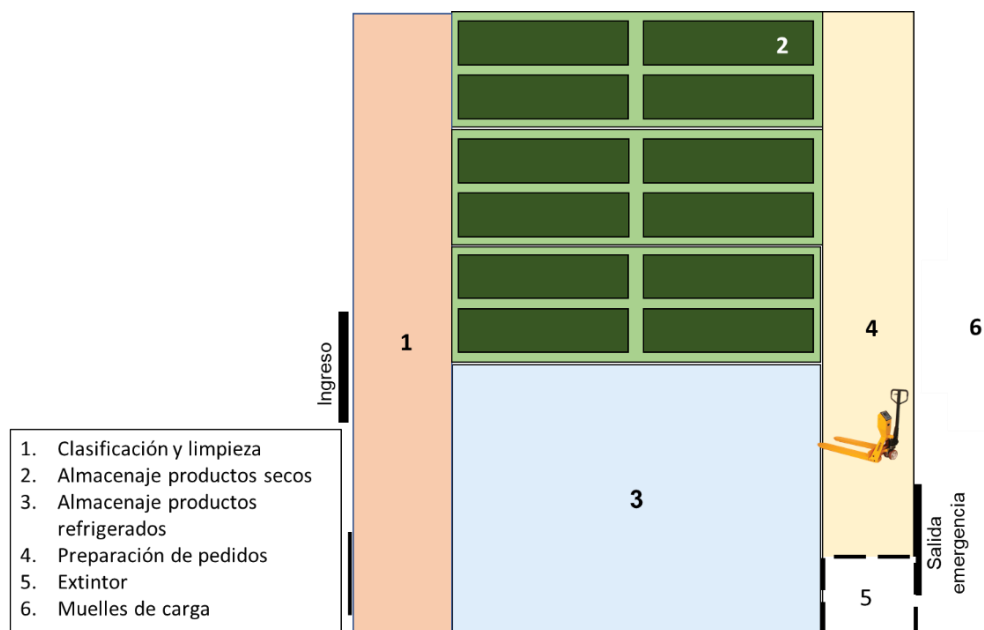 2
1
4
6
Ingreso
1. Clasificación y limpieza
2. Almacenaje productos secos
3. Almacenaje productos
refrigerados
4. Preparación de pedidos
5. Extintor
6. Muelles de carga
3
Salida
emergencia
5